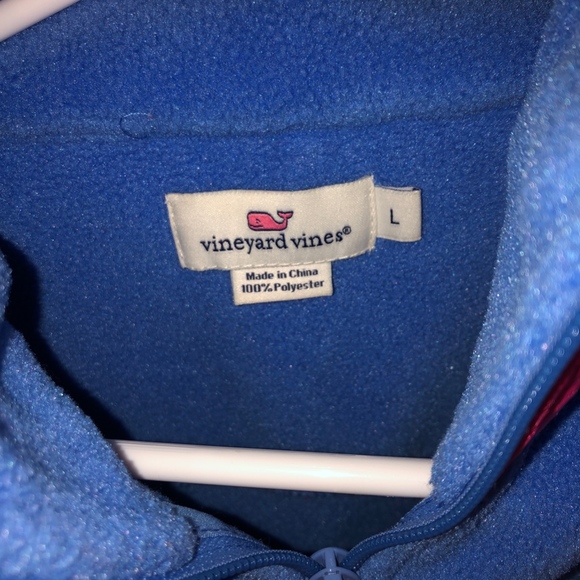 vineyard vines®
L
Made in China
100% Polyester